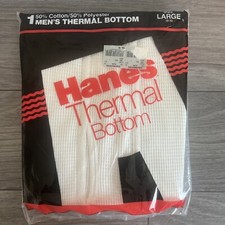 1 50% Cotton/50% Polyester
MEN'S THERMAL BOTTOM
LARGE
Hanes
Thermal
Bottom